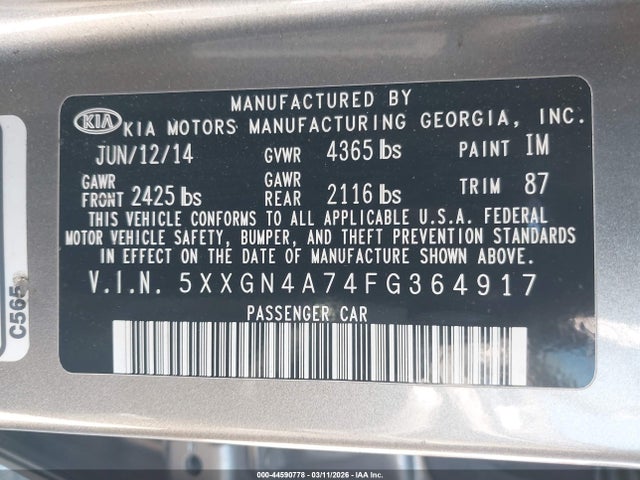 MANUFACTURED BY
KIA KIA MOTORS MANUFACTURING GEORGIA, INC.
JUN/12/14 GVWR 4365 lbs PAINT IM
GAWR FRONT 2425 lbs GAWR REAR 2116 lbs TRIM 87
THIS VEHICLE CONFORMS TO ALL APPLICABLE U.S.A. FEDERAL
MOTOR VEHICLE SAFETY, BUMPER, AND THEFT PREVENTION STANDARDS
IN EFFECT ON THE DATE OF MANUFACTURE SHOWN ABOVE.
V.I.N. 5XXGN4A74FG364917
PASSENGER CAR
C565
000-44590778 - 03/11/2026 - IAA Inc.